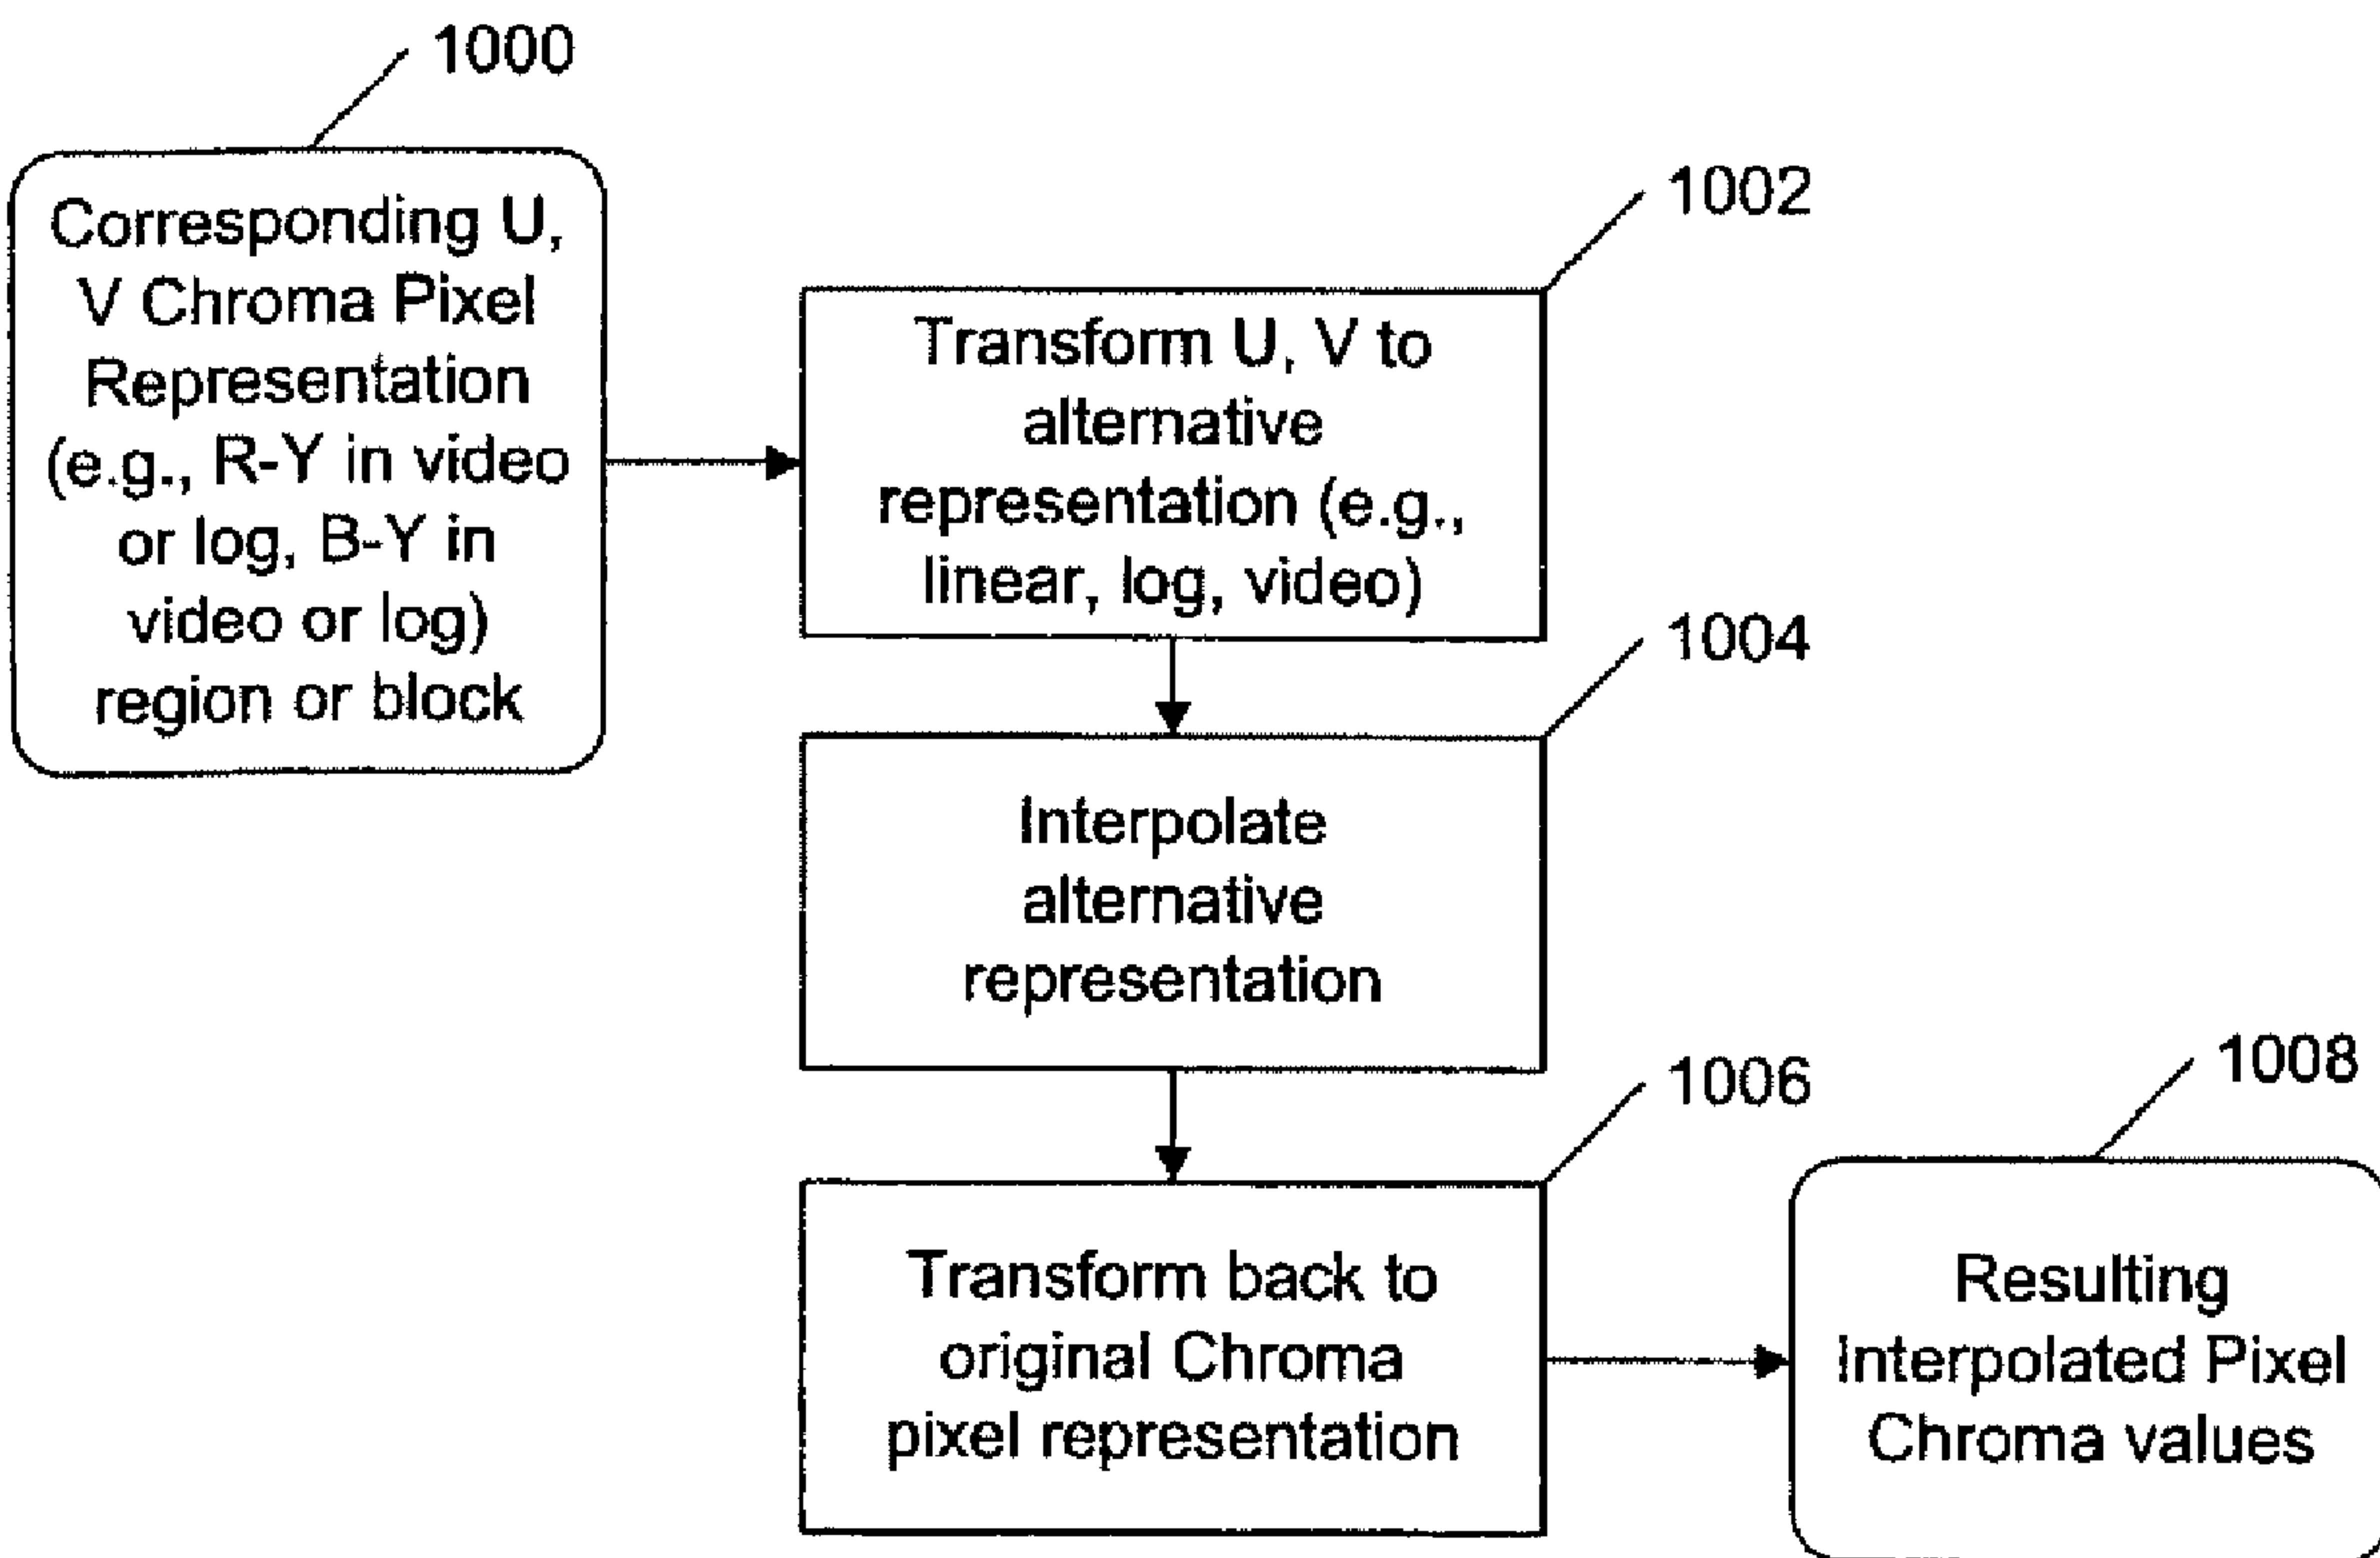 1000
Corresponding U,
V Chroma Pixel
Representation
(e.g., R-Y in video
or log, B-Y in
video or log)
region or block
1002
Transform U, V to
alternative
representation (e.g.,
linear, log, video)
1004
Interpolate
alternative
representation
1006
Transform back to
original Chroma
pixel representation
1008
Resulting
Interpolated Pixel
Chroma values